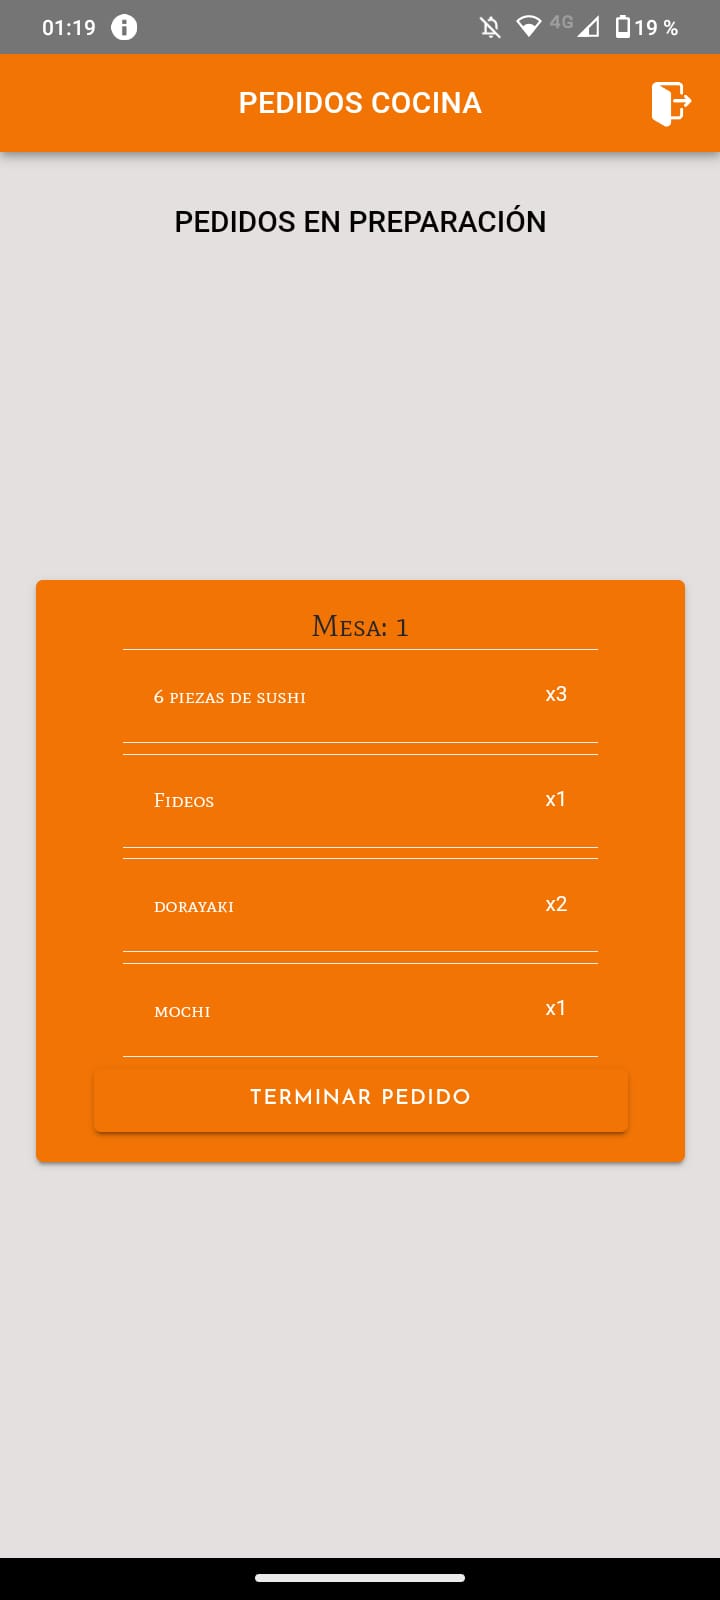 01:19 4G 19 %
PEDIDOS COCINA
PEDIDOS EN PREPARACIÓN
Mesa: 1
6 piezas de sushi x3
Fideos x1
dorayaki x2
mochi x1
TERMINAR PEDIDO